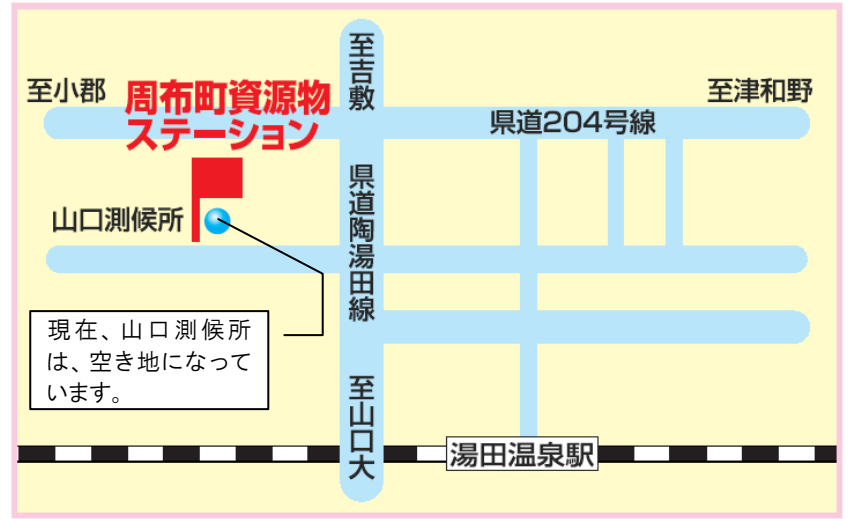 至吉敷
至小郡
周布町資源物
ステーション
至津和野
県道204号線
山口測候所
県道陶湯田線
現在、山口測候所
は、空き地になって
います。
至山口大
湯田温泉駅